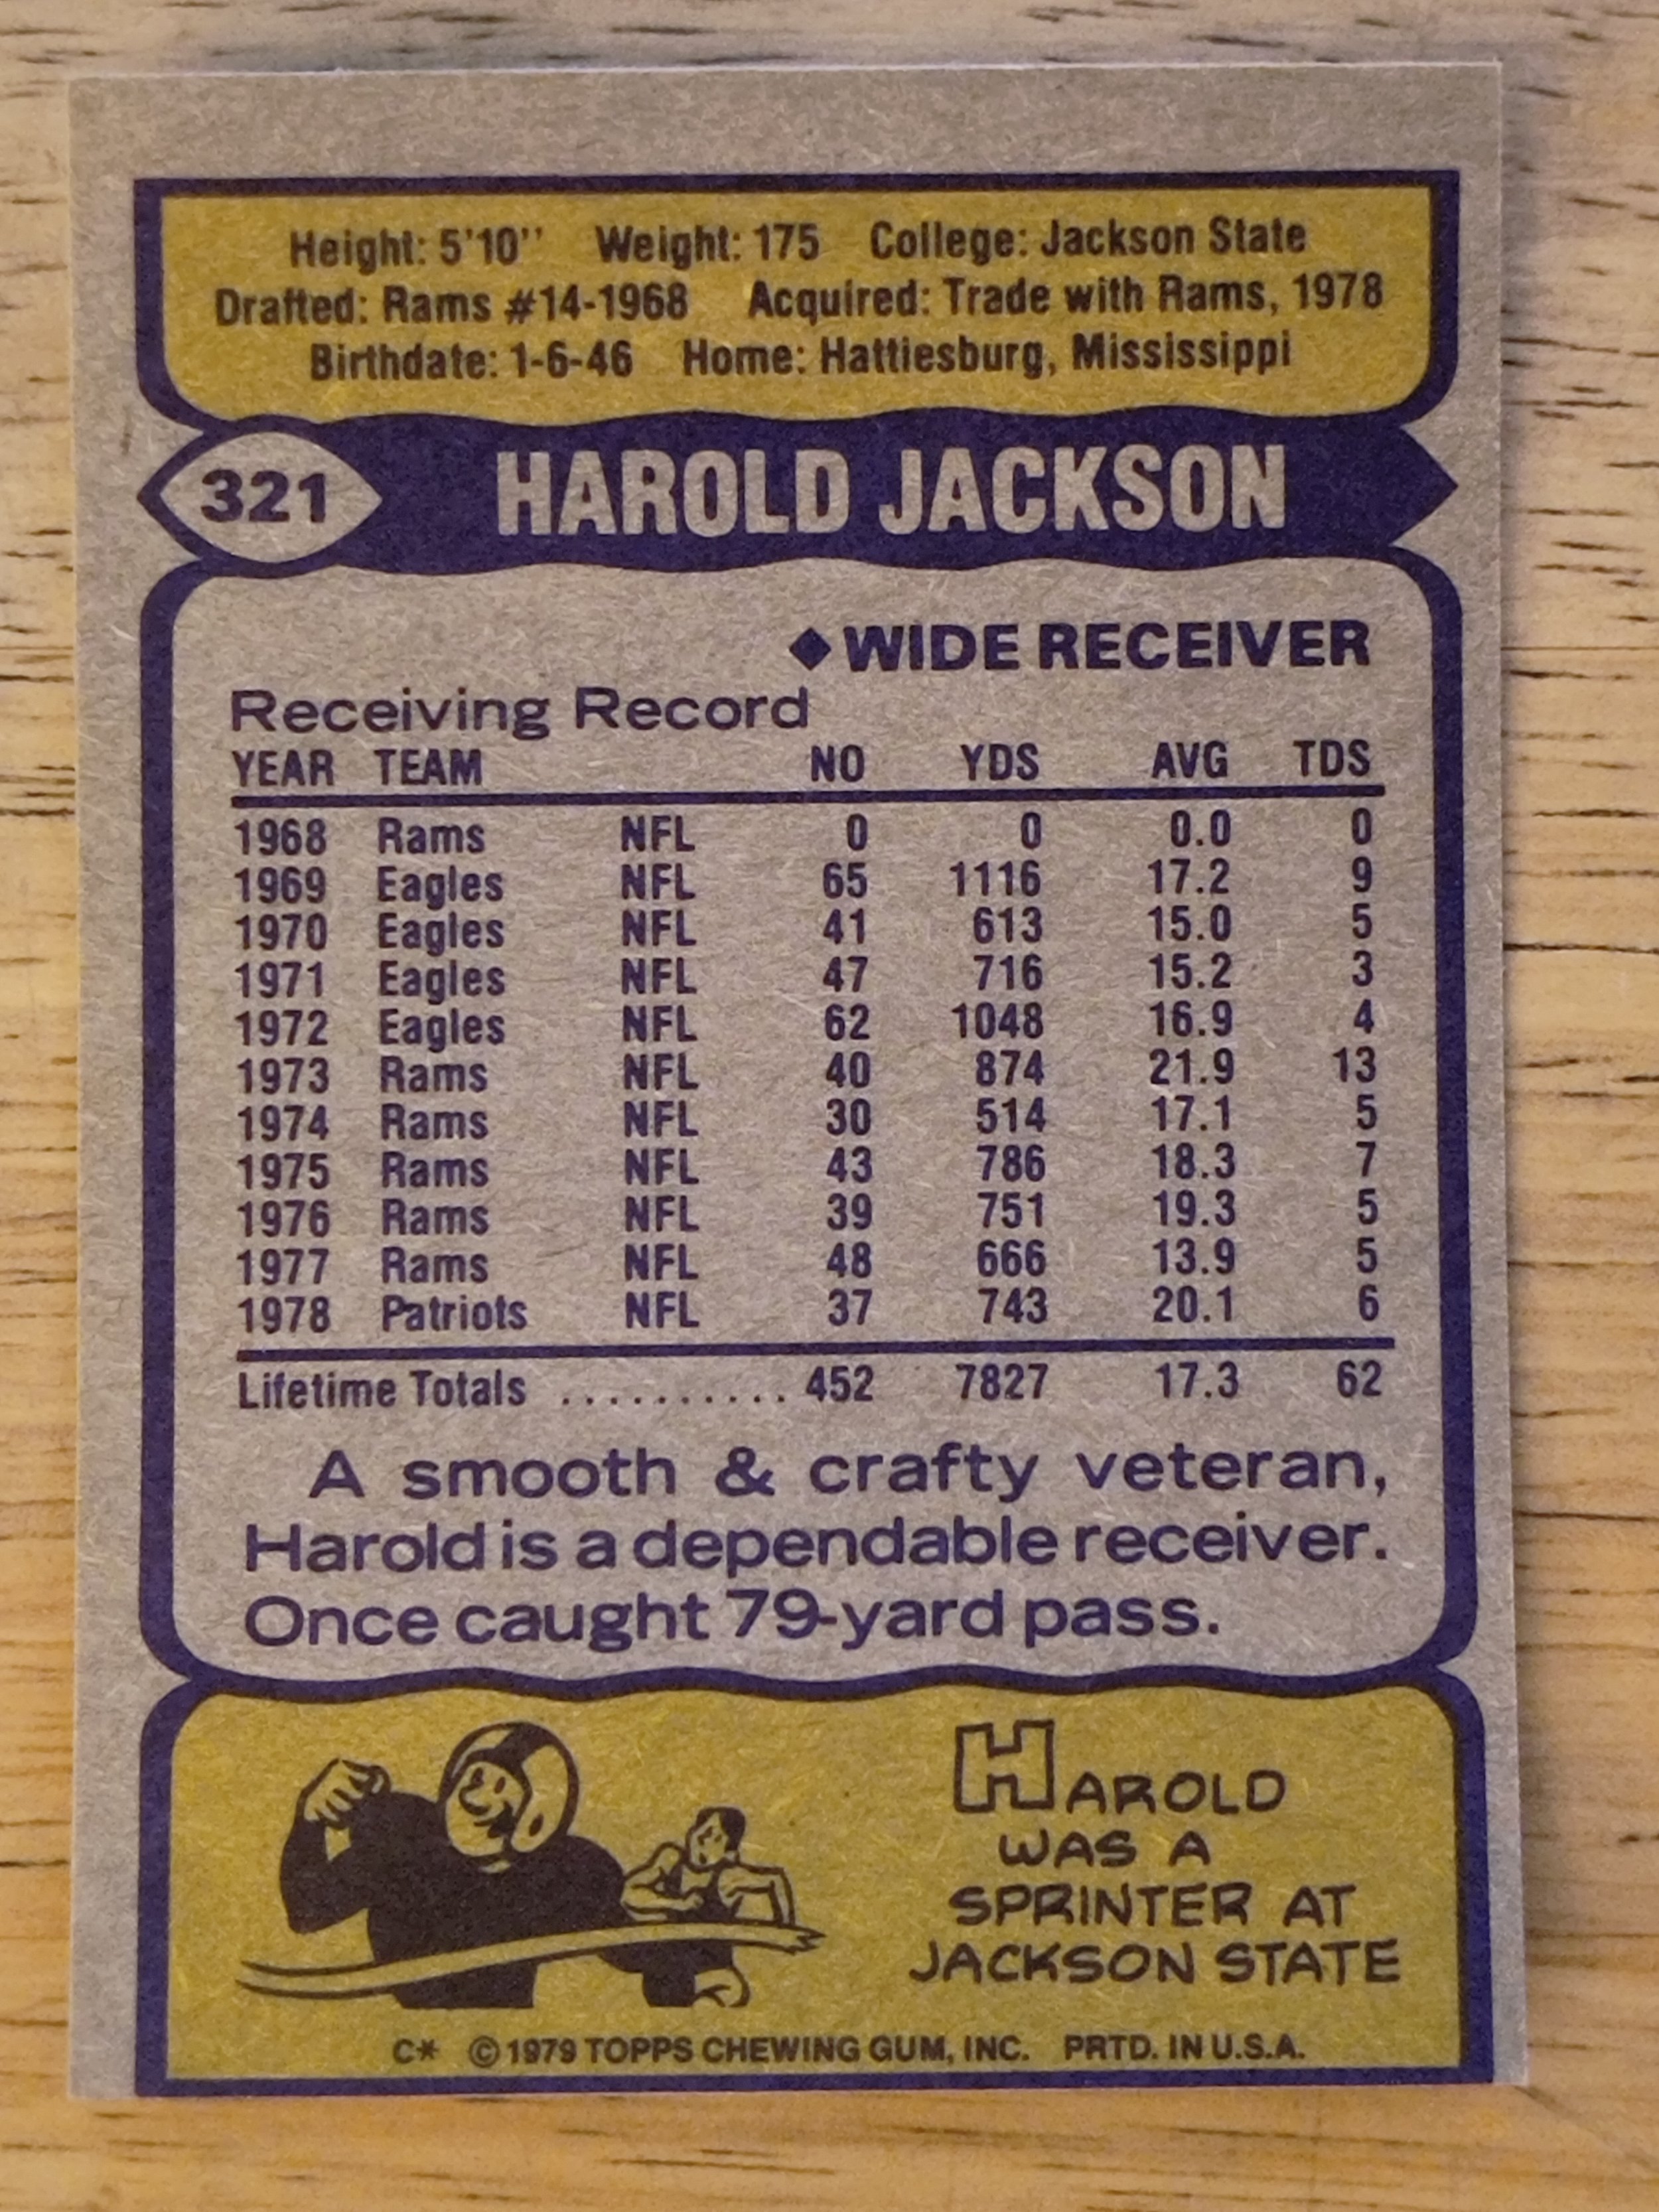 Height: 5'10'' Weight: 175 College: Jackson State
Drafted: Rams #14-1968 Acquired: Trade with Rams, 1978
Birthdate: 1-6-46 Home: Hattiesburg, Mississippi
321 HAROLD JACKSON
◆ WIDE RECEIVER
Receiving Record
YEAR TEAM NO YDS AVG TDS
1968 Rams NFL 0 0 0.0 0
1969 Eagles NFL 65 1116 17.2 9
1970 Eagles NFL 41 613 15.0 5
1971 Eagles NFL 47 716 15.2 3
1972 Eagles NFL 62 1048 16.9 4
1973 Rams NFL 40 874 21.9 13
1974 Rams NFL 30 514 17.1 5
1975 Rams NFL 43 786 18.3 7
1976 Rams NFL 39 751 19.3 5
1977 Rams NFL 48 666 13.9 5
1978 Patriots NFL 37 743 20.1 6
Lifetime Totals .......... 452 7827 17.3 62
A smooth & crafty veteran,
Harold is a dependable receiver.
Once caught 79-yard pass.
HAROLD
WAS A
SPRINTER AT
JACKSON STATE
C* © 1979 TOPPS CHEWING GUM, INC. PRTD. IN U.S.A.